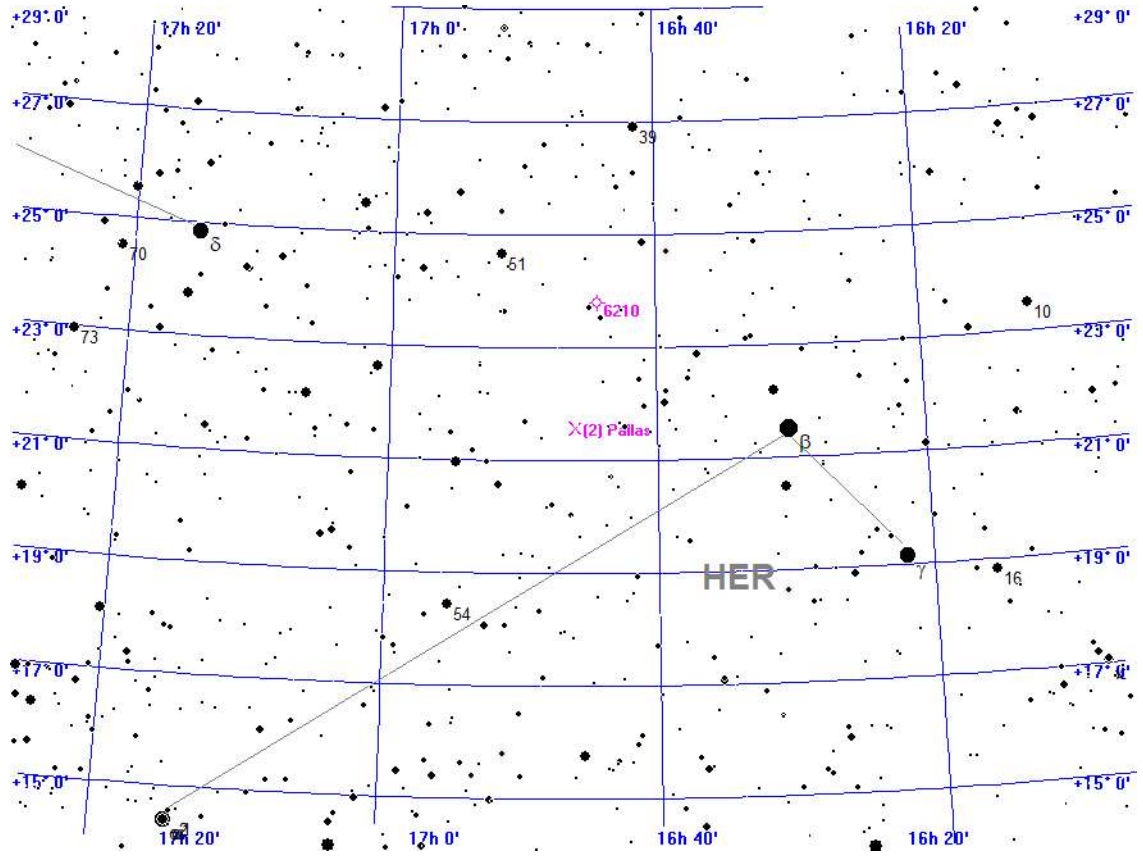 +29° 0' 17h 20' 17h 0' 16h 40' 16h 20' +29° 0'
+27° 0' +27° 0'
39
+25° 0' +25° 0'
δ
70
51
10
6210
+23° 0' +23° 0'
73
(2) Pallas
β
+21° 0' +21° 0'
+19° 0' +19° 0'
γ
HER
16
54
+17° 0' +17° 0'
+15° 0' +15° 0'
17h 20' 17h 0' 16h 40' 16h 20'